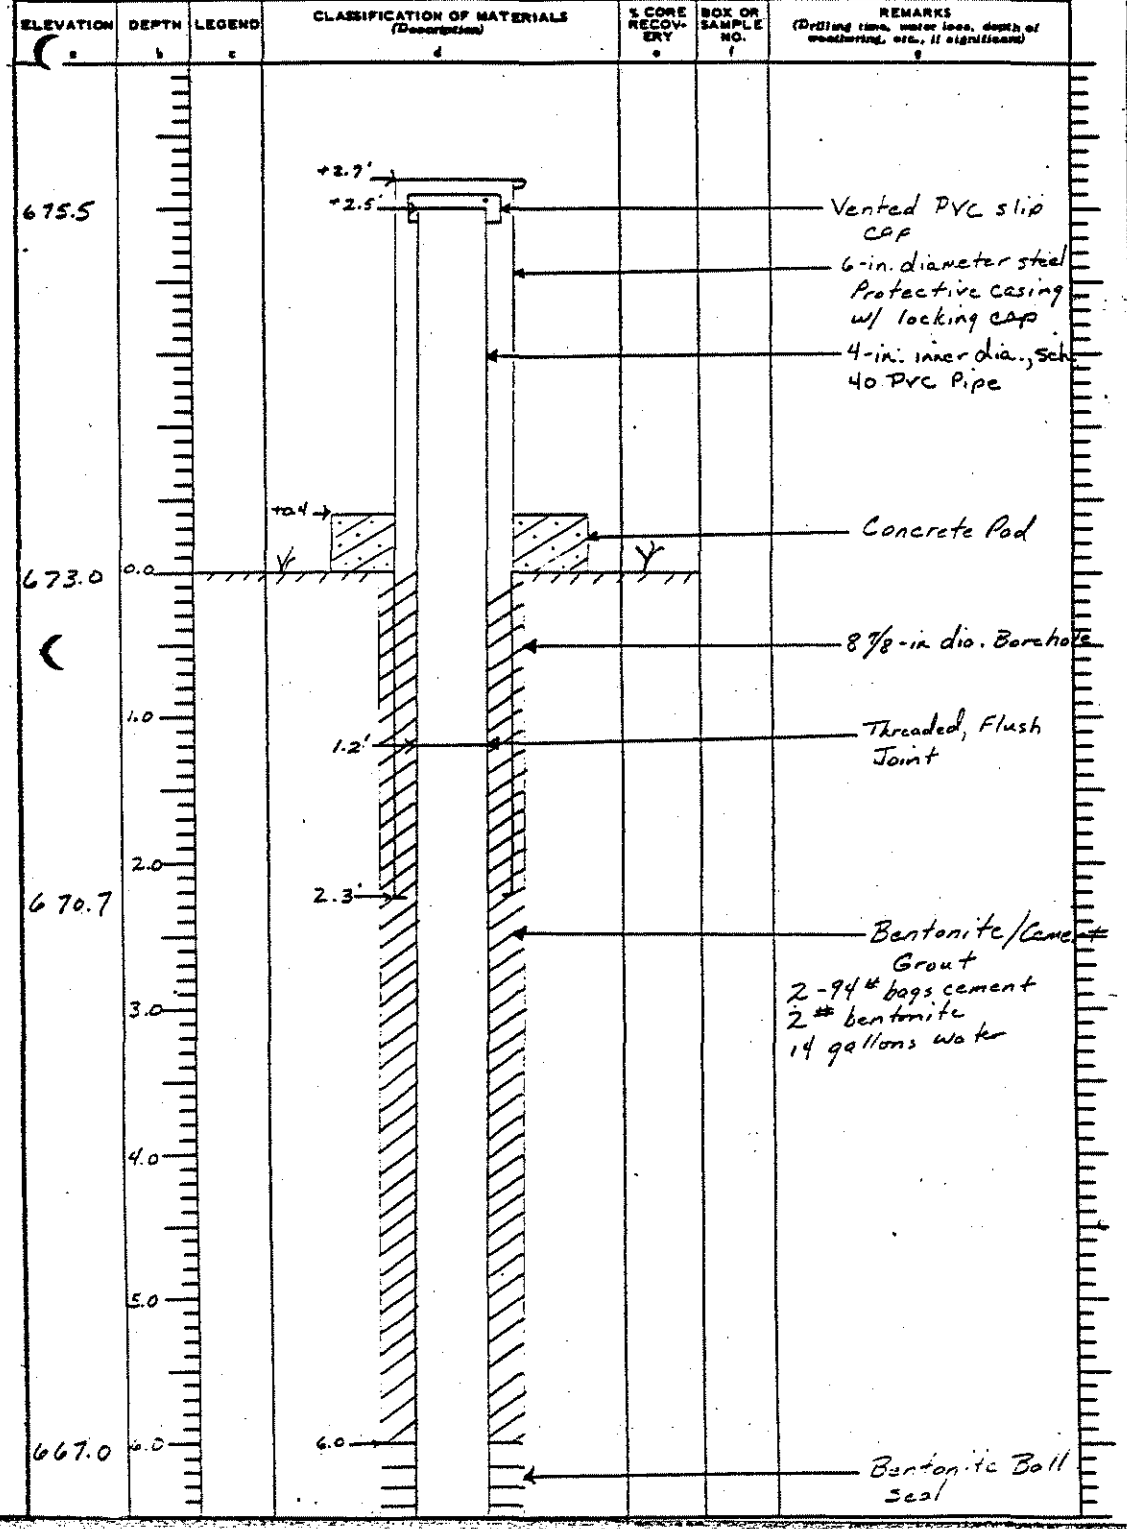 ELEVATION DEPTH LEGEND CLASSIFICATION OF MATERIALS % CORE BOX OR REMARKS
(Description) RECOV- SAMPLE (Drilling time, water loss, depth of
ERY NO. weathering, etc., if significant)
a b c d e f g
+2.7'
675.5 +2.5' Vented PVC slip
cap
6-in. diameter steel
Protective casing
w/ locking cap
4-in. inner dia., sch
40 PVC Pipe
+0.4
Concrete Pad
673.0 0.0
8 7/8-in dia. Borehole
1.0
1.2' Threaded, Flush
Joint
2.0
670.7 2.3'
Bentonite/Cement
Grout
2-94# bags cement
3.0 2# bentonite
14 gallons water
4.0
5.0
667.0 6.0 6.0
Bentonite Ball
Seal